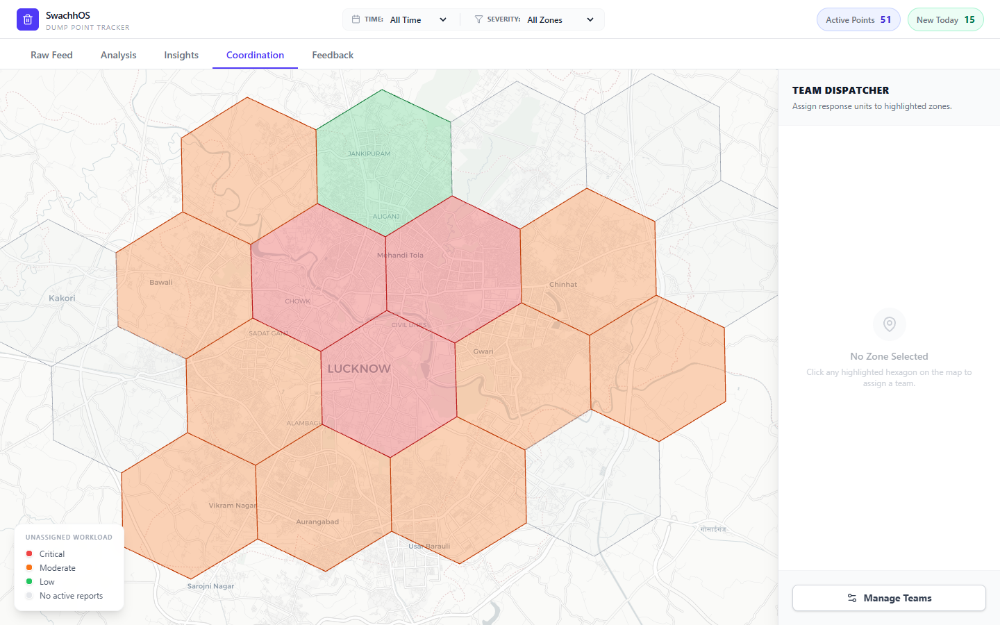 SwachhOS
DUMP POINT TRACKER
TIME: All Time
SEVERITY: All Zones
Active Points 51
New Today 15
Raw Feed
Analysis
Insights
Coordination
Feedback
TEAM DISPATCHER
Assign response units to highlighted zones.
JANKIPURAM
ALIGANJ
Mehandi Tola
Bawali
Chinhat
Kakori
CHOWK
CIVIL LINES
SADAT GANJ
Gwari
LUCKNOW
ALAMBAGH
Vikram Nagar
Aurangabad
Usar Barauli
गोसाईंगंज
Sarojni Nagar
No Zone Selected
Click any highlighted hexagon on the map to
assign a team.
UNASSIGNED WORKLOAD
Critical
Moderate
Low
No active reports
Manage Teams